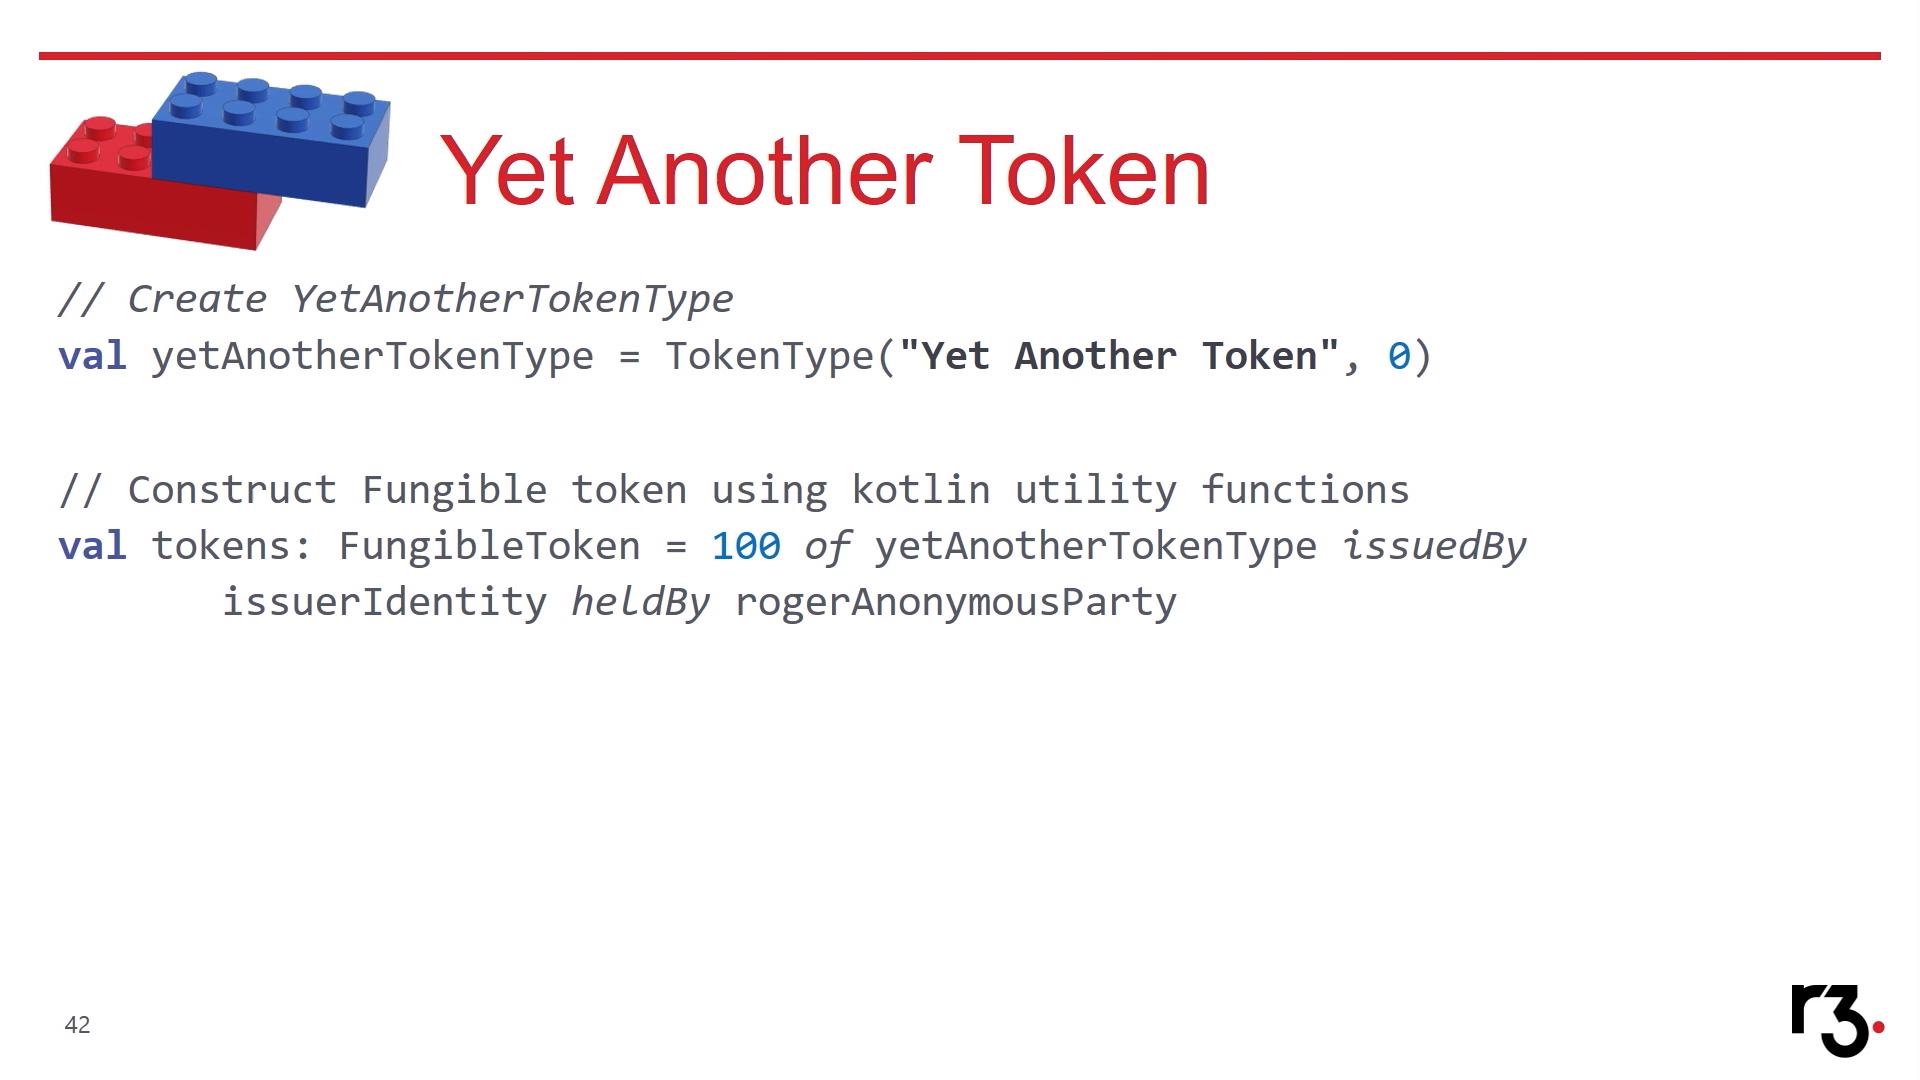 Yet Another Token
// Create YetAnotherTokenType
val yetAnotherTokenType = TokenType("Yet Another Token", 0)
// Construct Fungible token using kotlin utility functions
val tokens: FungibleToken = 100 of yetAnotherTokenType issuedBy
issuerIdentity heldBy rogerAnonymousParty
42
r3.